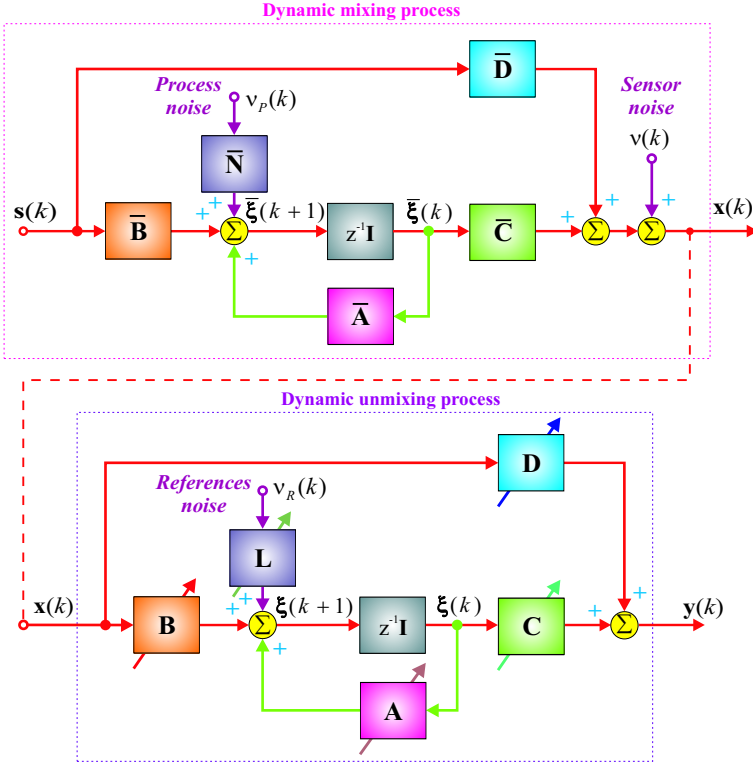 Dynamic mixing process
D̅
Process noise
ν_P(k)
Sensor noise
ν(k)
N̅
s(k)
+ +
ξ̅(k+1)
ξ̅(k)
+ +
+
x(k)
B̅
Σ
z⁻¹I
C̅
Σ
Σ
+
A̅
Dynamic unmixing process
D
References noise
ν_R(k)
L
x(k)
+ +
ξ(k+1)
ξ(k)
+ +
y(k)
B
Σ
z⁻¹I
C
Σ
+
A